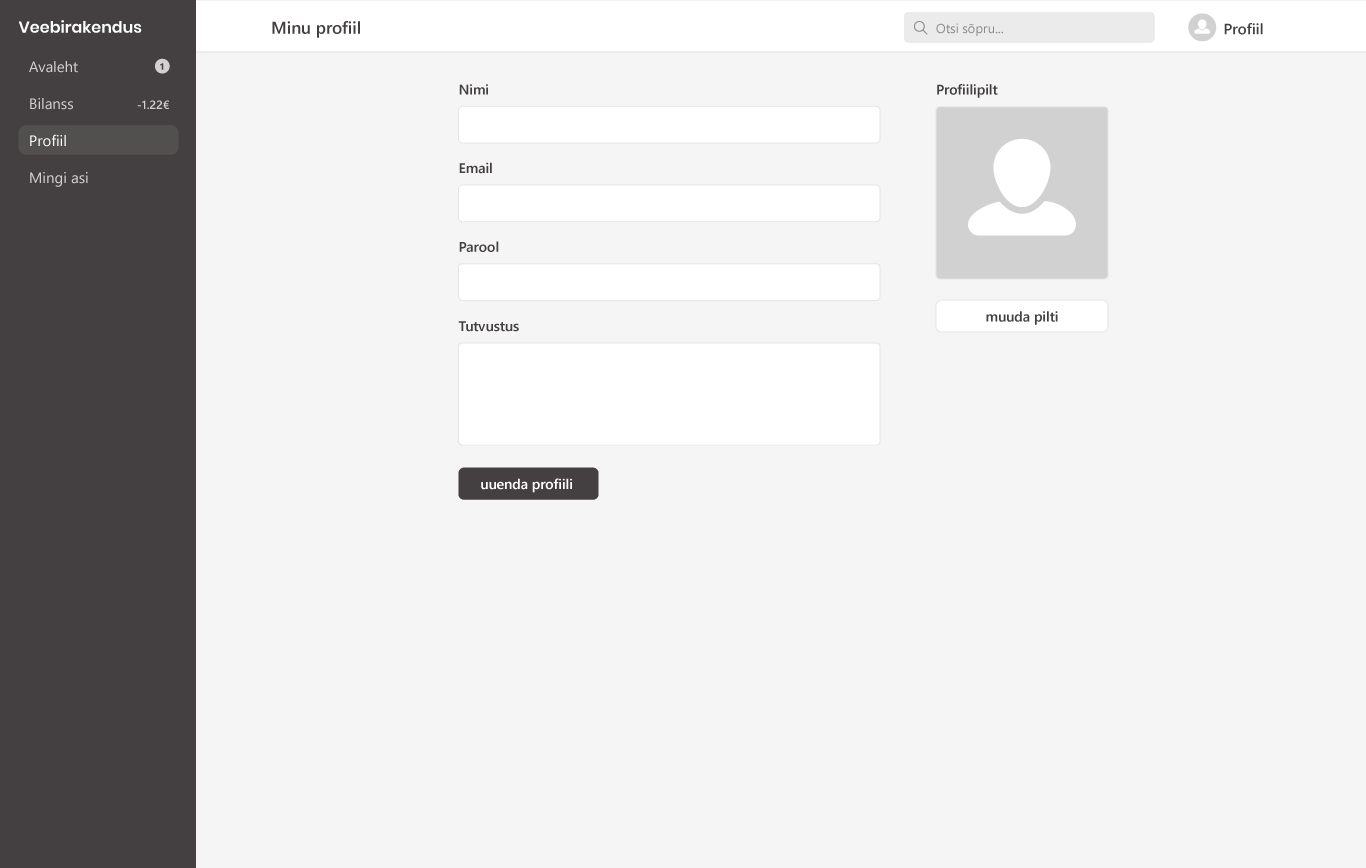 Veebirakendus
Avaleht 1
Bilanss -1.22€
Profiil
Mingi asi
Minu profiil
Otsi sõpru...
Profiil
Nimi
Email
Parool
Tutvustus
uuenda profiili
Profiilipilt
muuda pilti